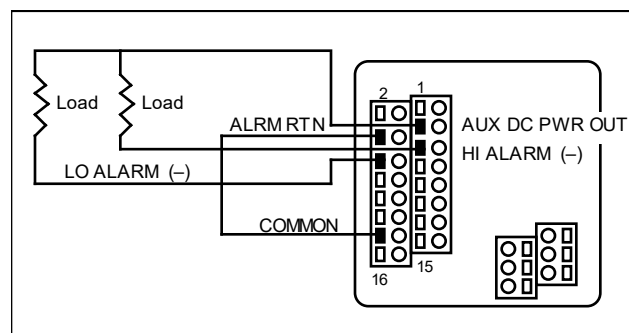 2 1
Load Load
ALRM RTN AUX DC PWR OUT
HI ALARM (–)
LO ALARM (–)
COMMON
16 15